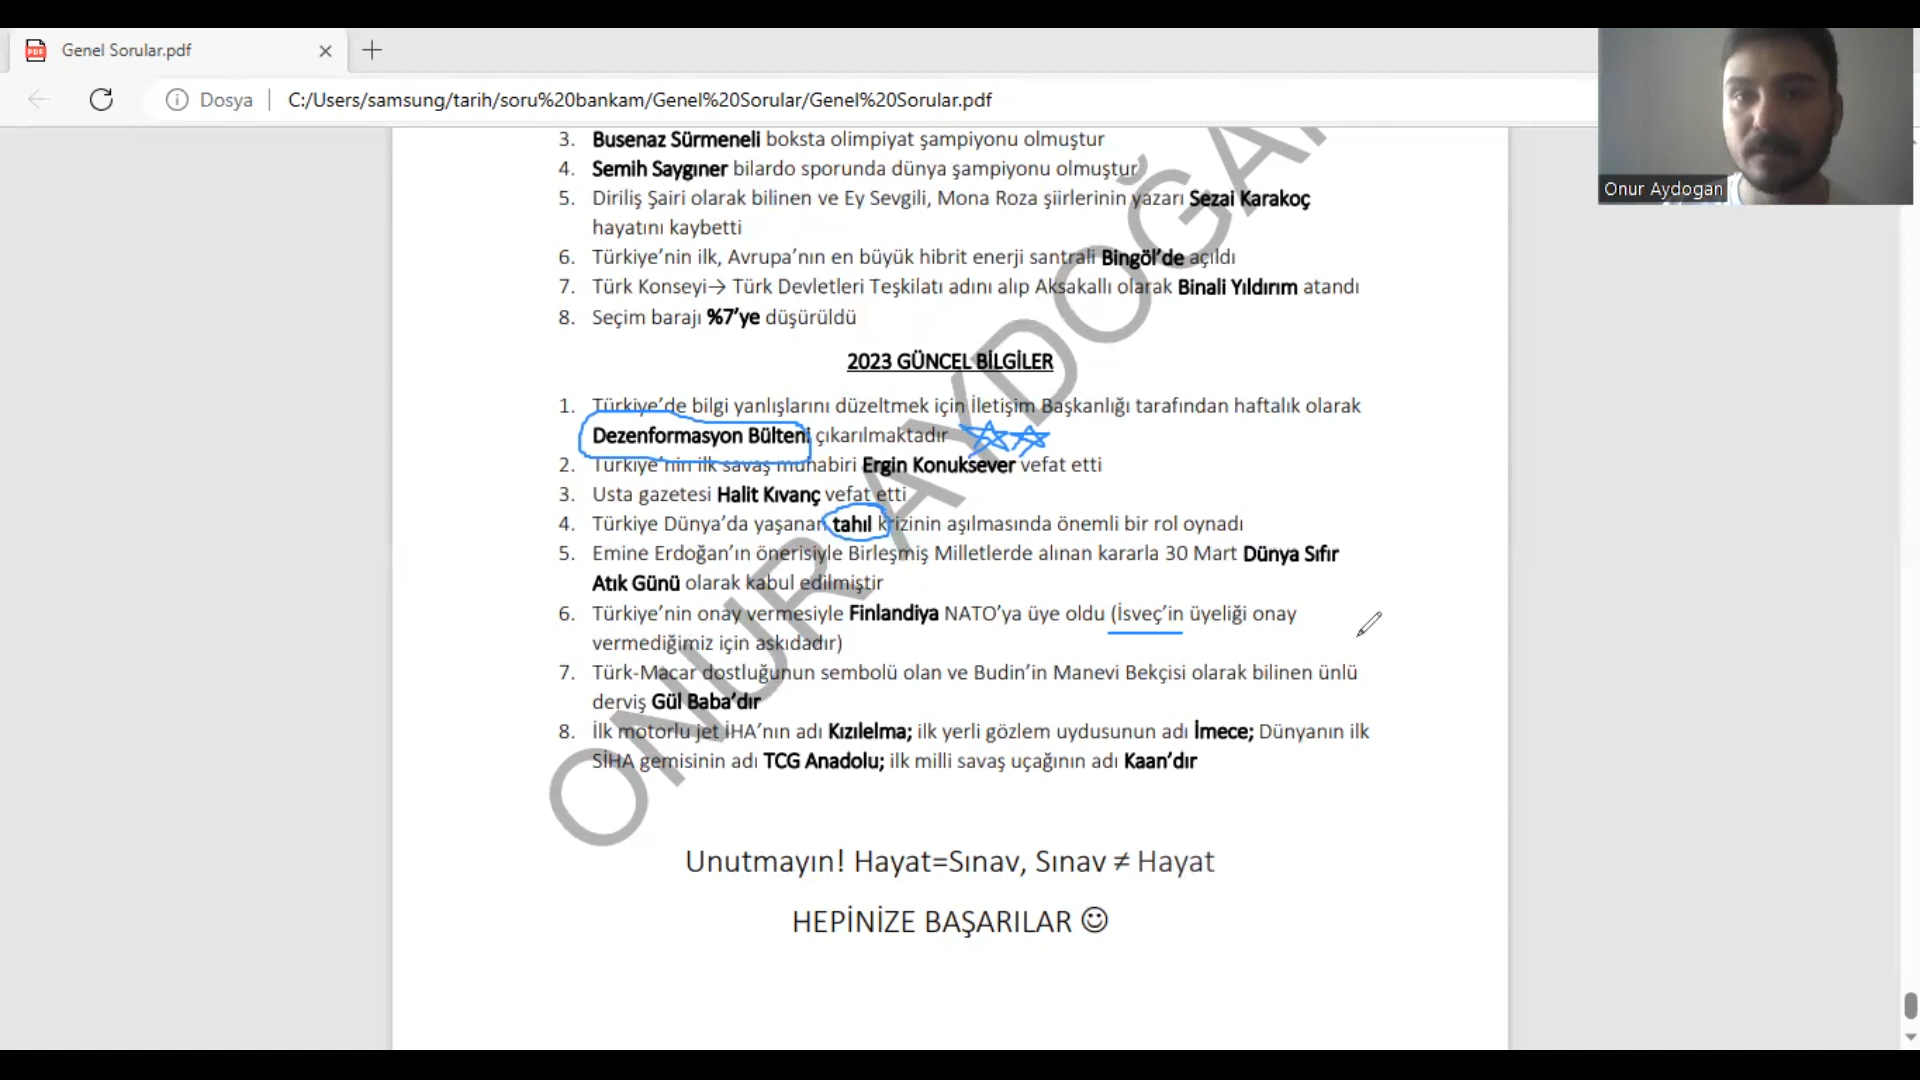 Genel Sorular.pdf
Dosya
C:/Users/samsung/tarih/soru%20bankam/Genel%20Sorular/Genel%20Sorular.pdf
Onur Aydogan
3. Busenaz Sürmeneli boksta olimpiyat şampiyonu olmuştur
4. Semih Saygıner bilardo sporunda dünya şampiyonu olmuştur
5. Diriliş Şairi olarak bilinen ve Ey Sevgili, Mona Roza şiirlerinin yazarı Sezai Karakoç
hayatını kaybetti
6. Türkiye’nin ilk, Avrupa’nın en büyük hibrit enerji santrali Bingöl’de açıldı
7. Türk Konseyi→ Türk Devletleri Teşkilatı adını alıp Aksakallı olarak Binali Yıldırım atandı
8. Seçim barajı %7’ye düşürüldü
2023 GÜNCEL BİLGİLER
1. Türkiye’de bilgi yanlışlarını düzeltmek için İletişim Başkanlığı tarafından haftalık olarak
Dezenformasyon Bülteni çıkarılmaktadır
2. Türkiye’nin ilk savaş muhabiri Ergin Konuksever vefat etti
3. Usta gazetesi Halit Kıvanç vefat etti
4. Türkiye Dünya’da yaşanan tahıl krizinin aşılmasında önemli bir rol oynadı
5. Emine Erdoğan’ın önerisiyle Birleşmiş Milletlerde alınan kararla 30 Mart Dünya Sıfır
Atık Günü olarak kabul edilmiştir
6. Türkiye’nin onay vermesiyle Finlandiya NATO’ya üye oldu (İsveç’in üyeliği onay
vermediğimiz için askıdadır)
7. Türk-Macar dostluğunun sembolü olan ve Budin’in Manevi Bekçisi olarak bilinen ünlü
derviş Gül Baba’dır
8. İlk motorlu jet İHA’nın adı Kızılelma; ilk yerli gözlem uydusunun adı İmece; Dünyanın ilk
SİHA gemisinin adı TCG Anadolu; ilk milli savaş uçağının adı Kaan’dır
Unutmayın! Hayat=Sınav, Sınav ≠ Hayat
HEPİNİZE BAŞARILAR ☺
ONUR AYDOĞA